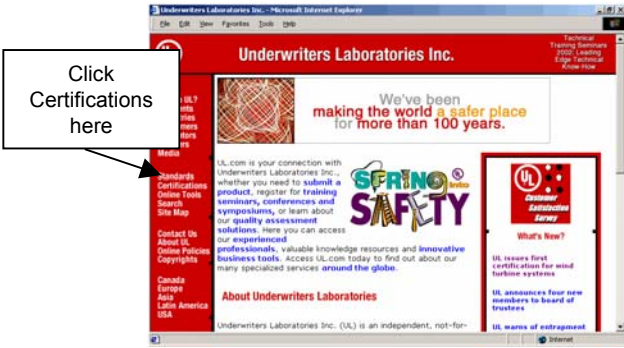 Underwriters Laboratories Inc. - Microsoft Internet Explorer
File Edit View Favorites Tools Help
Click
Certifications
here
UL
Underwriters Laboratories Inc.
Technical
Training Seminars
2002: Leading
Edge Technical
Know How
UL?
Media
Standards
Certifications
Online Tools
Search
Site Map
Contact Us
About UL
Online Policies
Copyrights
Canada
Europe
Asia
Latin America
USA
We've been
making the world a safer place
for more than 100 years.
UL.com is your connection with
Underwriters Laboratories Inc.,
whether you need to submit a
product, register for training
seminars, conferences and
symposiums, or learn about
our quality assessment
solutions. Here you can access
our experienced
professionals, valuable knowledge resources and innovative
business tools. Access UL.com today to find out about our
many specialized services around the globe.
SPRING
SAFETY
About Underwriters Laboratories
Underwriters Laboratories Inc. (UL) is an independent, not-for-
UL
Customer
Satisfaction
Survey
What's New?
UL issues first
certification for wind
turbine systems
UL announces four new
members to board of
trustees
UL warns of entrapment
Internet